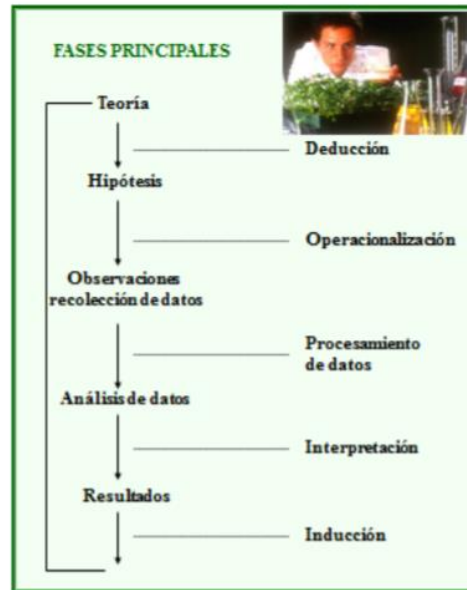 FASES PRINCIPALES
Teoría
Deducción
Hipótesis
Operacionalización
Observaciones
recolección de datos
Procesamiento
de datos
Análisis de datos
Interpretación
Resultados
Inducción